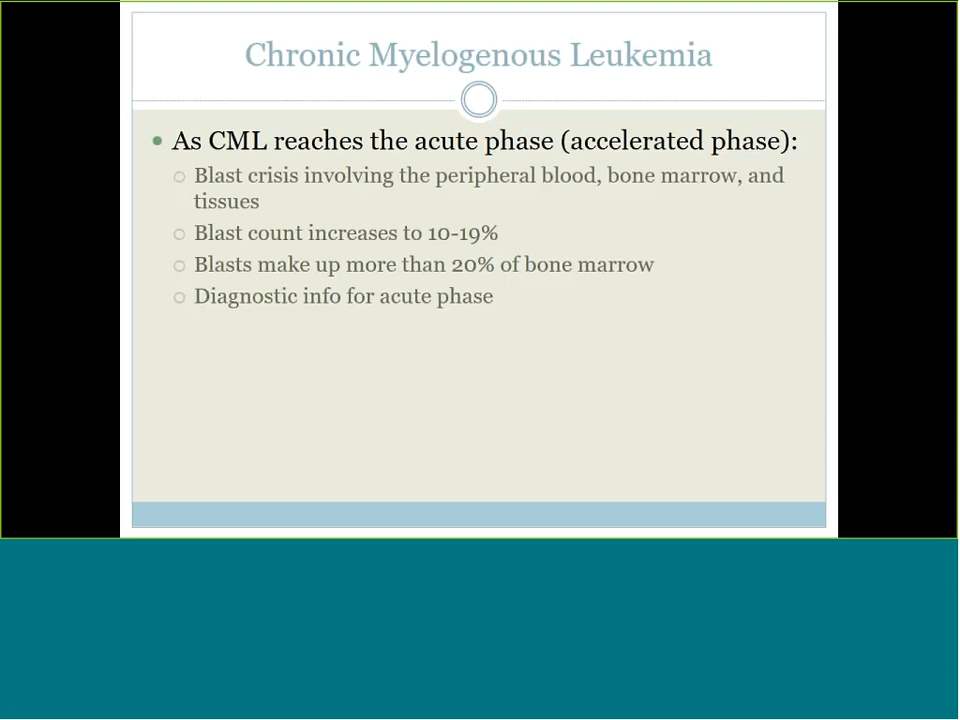 Chronic Myelogenous Leukemia
As CML reaches the acute phase (accelerated phase):
Blast crisis involving the peripheral blood, bone marrow, and
tissues
Blast count increases to 10-19%
Blasts make up more than 20% of bone marrow
Diagnostic info for acute phase